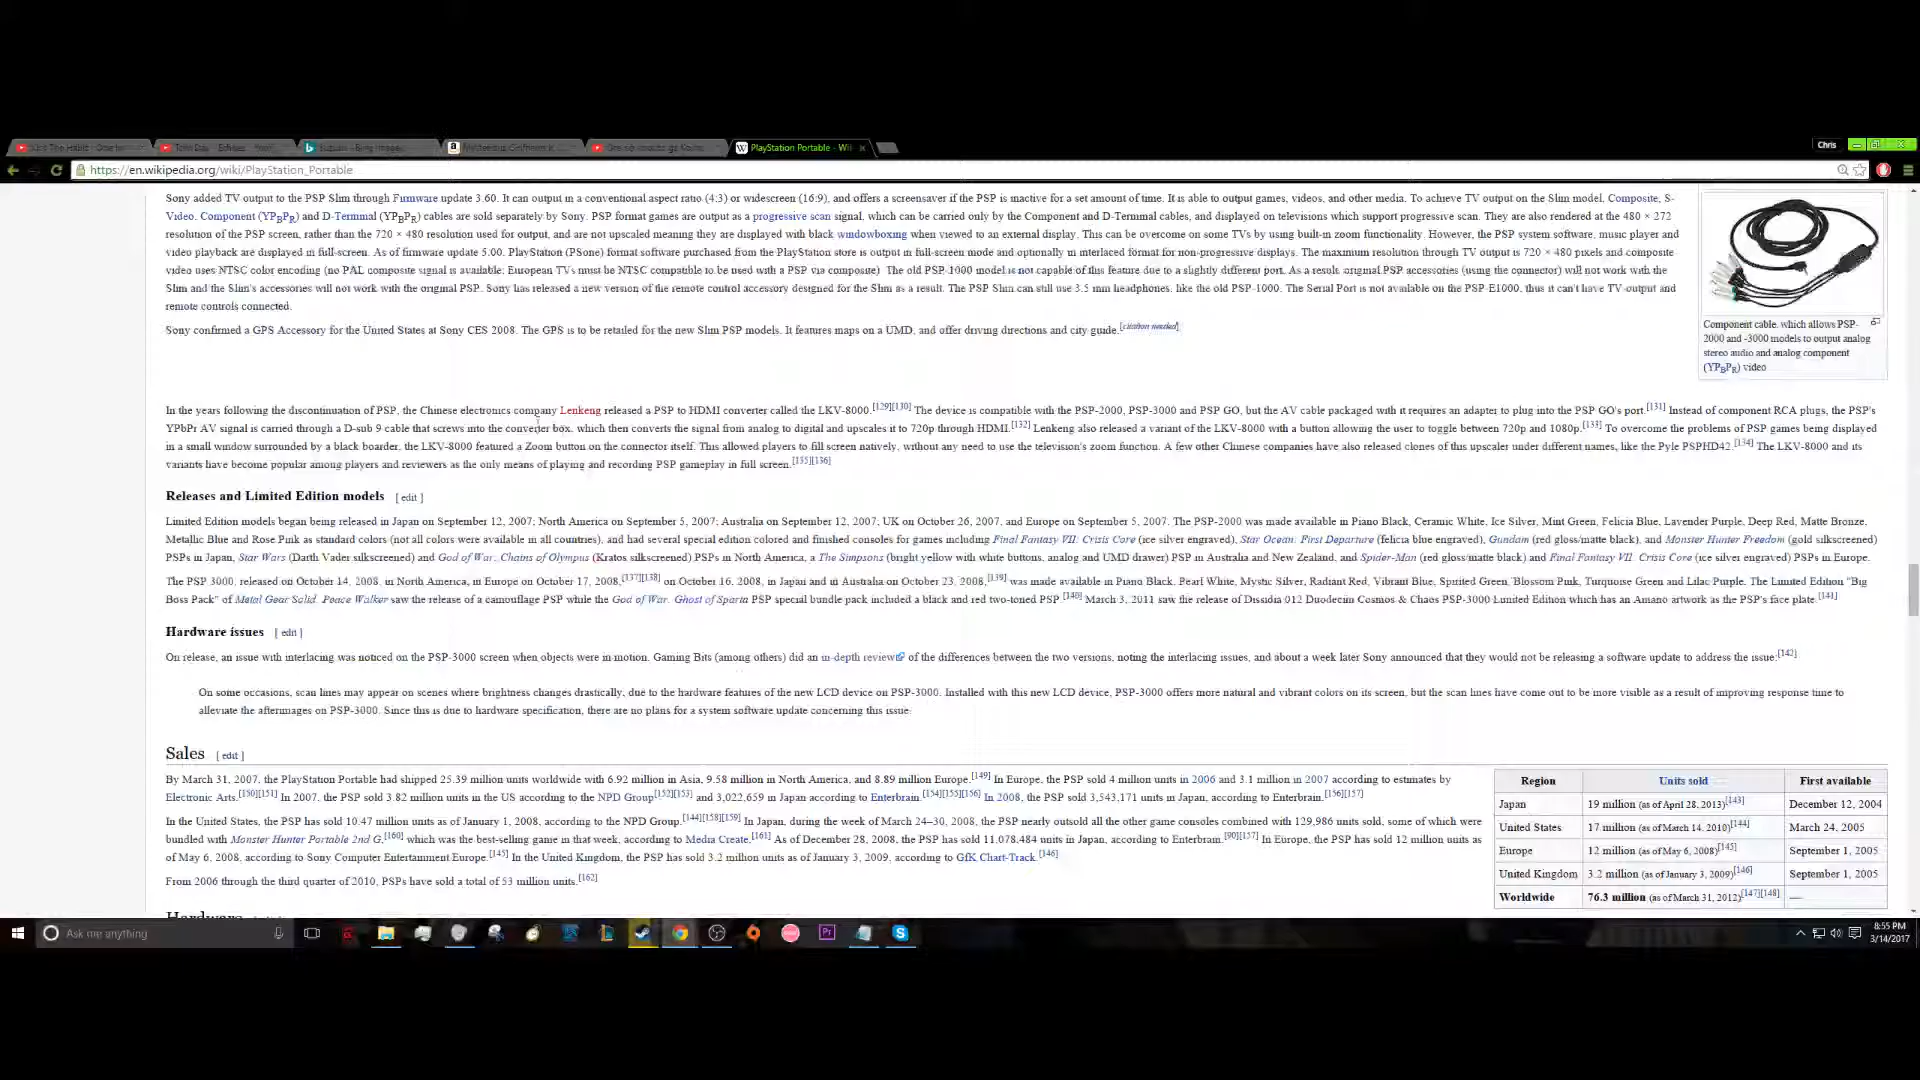 PlayStation Portable - Wi
Chris
https://en.wikipedia.org/wiki/PlayStation_Portable
Sony added TV output to the PSP Slim through Firmware update 3.60. It can output in a conventional aspect ratio (4:3) or widescreen (16:9), and offers a screensaver if the PSP is inactive for a set amount of time. It is able to output games, videos, and other media. To achieve TV output on the Slim model, Composite, S-
Video, Component (YPBPR) and D-Terminal (YPBPR) cables are sold separately by Sony. PSP format games are output as a progressive scan signal, which can be carried only by the Component and D-Terminal cables, and displayed on televisions which support progressive scan. They are also rendered at the 480 × 272
resolution of the PSP screen, rather than the 720 × 480 resolution used for output, and are not upscaled meaning they are displayed with black windowboxing when viewed to an external display. This can be overcome on some TVs by using built-in zoom functionality. However, the PSP system software, music player and
video playback are displayed in full-screen. As of firmware update 5.00, PlayStation (PSone) format software purchased from the PlayStation store is output in full-screen mode and optionally in interlaced format for non-progressive displays. The maximum resolution through TV output is 720 × 480 pixels and composite
video uses NTSC color encoding (no PAL composite signal is available; European TVs must be NTSC compatible to be used with a PSP via composite). The old PSP-1000 model is not capable of this feature due to a slightly different port. As a result original PSP accessories (using the connector) will not work with the
Slim and the Slim's accessories will not work with the original PSP. Sony has released a new version of the remote control accessory designed for the Slim as a result. The PSP Slim can still use 3.5 mm headphones, like the old PSP-1000. The Serial Port is not available on the PSP-E1000, thus it can't have TV output and
remote controls connected.
Sony confirmed a GPS Accessory for the United States at Sony CES 2008. The GPS is to be retailed for the new Slim PSP models. It features maps on a UMD, and offer driving directions and city guide.[citation needed]
Component cable, which allows PSP-
2000 and -3000 models to output analog
stereo audio and analog component
(YPBPR) video
In the years following the discontinuation of PSP, the Chinese electronics company Lenkeng released a PSP to HDMI converter called the LKV-8000.[129][130] The device is compatible with the PSP-2000, PSP-3000 and PSP GO, but the AV cable packaged with it requires an adapter to plug into the PSP GO's port.[131] Instead of component RCA plugs, the PSP's
YPbPr AV signal is carried through a D-sub 9 cable that screws into the converter box, which then converts the signal from analog to digital and upscales it to 720p through HDMI.[132] Lenkeng also released a variant of the LKV-8000 with a button allowing the user to toggle between 720p and 1080p.[133] To overcome the problems of PSP games being displayed
in a small window surrounded by a black boarder, the LKV-8000 featured a Zoom button on the connector itself. This allowed players to fill screen natively, without any need to use the television's zoom function. A few other Chinese companies have also released clones of this upscaler under different names, like the Pyle PSPHD42.[134] The LKV-8000 and its
variants have become popular among players and reviewers as the only means of playing and recording PSP gameplay in full screen.[135][136]
Releases and Limited Edition models [ edit ]
Limited Edition models began being released in Japan on September 12, 2007; North America on September 5, 2007; Australia on September 12, 2007; UK on October 26, 2007, and Europe on September 5, 2007. The PSP-2000 was made available in Piano Black, Ceramic White, Ice Silver, Mint Green, Felicia Blue, Lavender Purple, Deep Red, Matte Bronze,
Metallic Blue and Rose Pink as standard colors (not all colors were available in all countries), and had several special edition colored and finished consoles for games including Final Fantasy VII: Crisis Core (ice silver engraved), Star Ocean: First Departure (felicia blue engraved), Gundam (red gloss/matte black), and Monster Hunter Freedom (gold silkscreened)
PSPs in Japan, Star Wars (Darth Vader silkscreened) and God of War: Chains of Olympus (Kratos silkscreened) PSPs in North America, a The Simpsons (bright yellow with white buttons, analog and UMD drawer) PSP in Australia and New Zealand, and Spider-Man (red gloss/matte black) and Final Fantasy VII: Crisis Core (ice silver engraved) PSPs in Europe.
The PSP 3000, released on October 14, 2008, in North America, in Europe on October 17, 2008,[137][138] on October 16, 2008, in Japan and in Australia on October 23, 2008,[139] was made available in Piano Black, Pearl White, Mystic Silver, Radiant Red, Vibrant Blue, Spirited Green, Blossom Pink, Turquoise Green and Lilac Purple. The Limited Edition "Big
Boss Pack" of Metal Gear Solid: Peace Walker saw the release of a camouflage PSP while the God of War: Ghost of Sparta PSP special bundle pack included a black and red two-toned PSP.[140] March 3, 2011 saw the release of Dissidia 012 Duodecim Cosmos & Chaos PSP-3000 Limited Edition which has an Amano artwork as the PSP's face plate.[141]
Hardware issues [ edit ]
On release, an issue with interlacing was noticed on the PSP-3000 screen when objects were in motion. Gaming Bits (among others) did an in-depth review of the differences between the two versions, noting the interlacing issues, and about a week later Sony announced that they would not be releasing a software update to address the issue:[142]
On some occasions, scan lines may appear on scenes where brightness changes drastically, due to the hardware features of the new LCD device on PSP-3000. Installed with this new LCD device, PSP-3000 offers more natural and vibrant colors on its screen, but the scan lines have come out to be more visible as a result of improving response time to
alleviate the afterimages on PSP-3000. Since this is due to hardware specification, there are no plans for a system software update concerning this issue.
Sales [ edit ]
By March 31, 2007, the PlayStation Portable had shipped 25.39 million units worldwide with 6.92 million in Asia, 9.58 million in North America, and 8.89 million Europe.[149] In Europe, the PSP sold 4 million units in 2006 and 3.1 million in 2007 according to estimates by
Electronic Arts.[150][151] In 2007, the PSP sold 3.82 million units in the US according to the NPD Group[152][153] and 3,022,659 in Japan according to Enterbrain.[154][155][156] In 2008, the PSP sold 3,543,171 units in Japan, according to Enterbrain.[156][157]
In the United States, the PSP has sold 10.47 million units as of January 1, 2008, according to the NPD Group.[144][158][159] In Japan, during the week of March 24–30, 2008, the PSP nearly outsold all the other game consoles combined with 129,986 units sold, some of which were
bundled with Monster Hunter Portable 2nd G,[160] which was the best-selling game in that week, according to Media Create.[161] As of December 28, 2008, the PSP has sold 11,078,484 units in Japan, according to Enterbrain.[90][157] In Europe, the PSP has sold 12 million units as
of May 6, 2008, according to Sony Computer Entertainment Europe.[145] In the United Kingdom, the PSP has sold 3.2 million units as of January 3, 2009, according to GfK Chart-Track.[146]
From 2006 through the third quarter of 2010, PSPs have sold a total of 53 million units.[162]
Region Units sold First available
Japan 19 million (as of April 28, 2013)[143] December 12, 2004
United States 17 million (as of March 14, 2010)[144] March 24, 2005
Europe 12 million (as of May 6, 2008)[145] September 1, 2005
United Kingdom 3.2 million (as of January 3, 2009)[146] September 1, 2005
Worldwide 76.3 million (as of March 31, 2012)[147][148] —
Hardware
Ask me anything
Pr
8:55 PM
3/14/2017